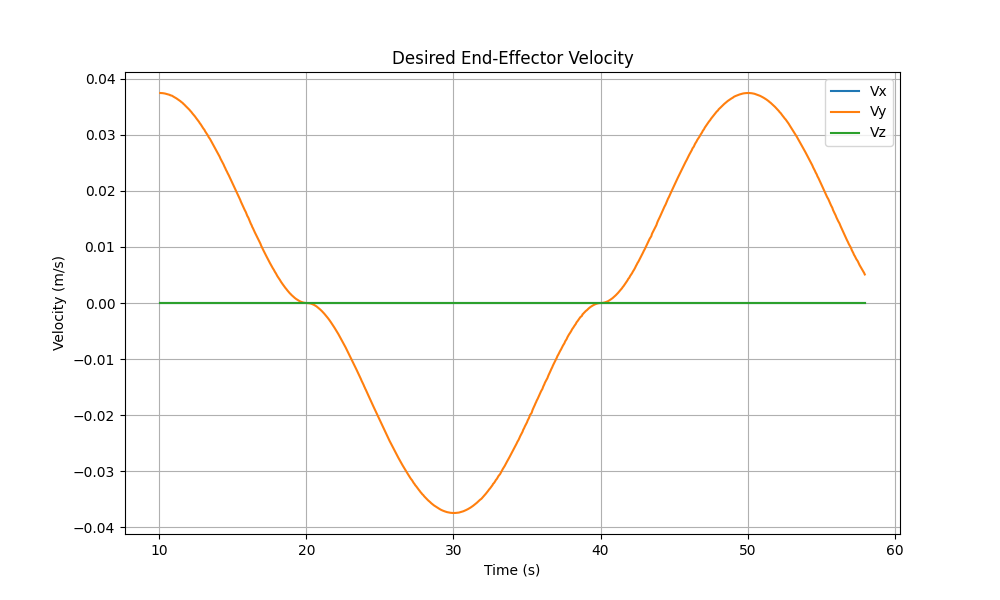 Desired End-Effector Velocity
Vx
Vy
Vz
0.04
0.03
0.02
0.01
0.00
−0.01
−0.02
−0.03
−0.04
Velocity (m/s)
10 20 30 40 50 60
Time (s)